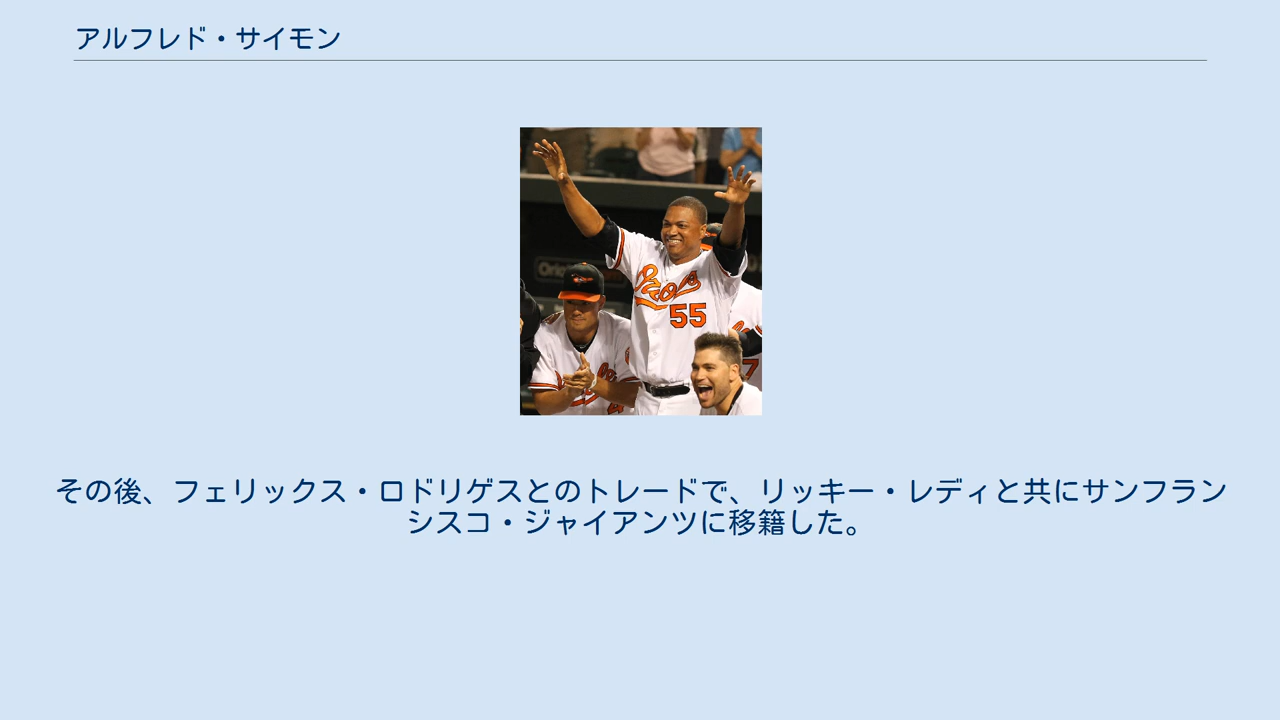 アルフレド・サイモン
Orioles
55
その後、フェリックス・ロドリゲスとのトレードで、リッキー・レディと共にサンフラン
シスコ・ジャイアンツに移籍した。